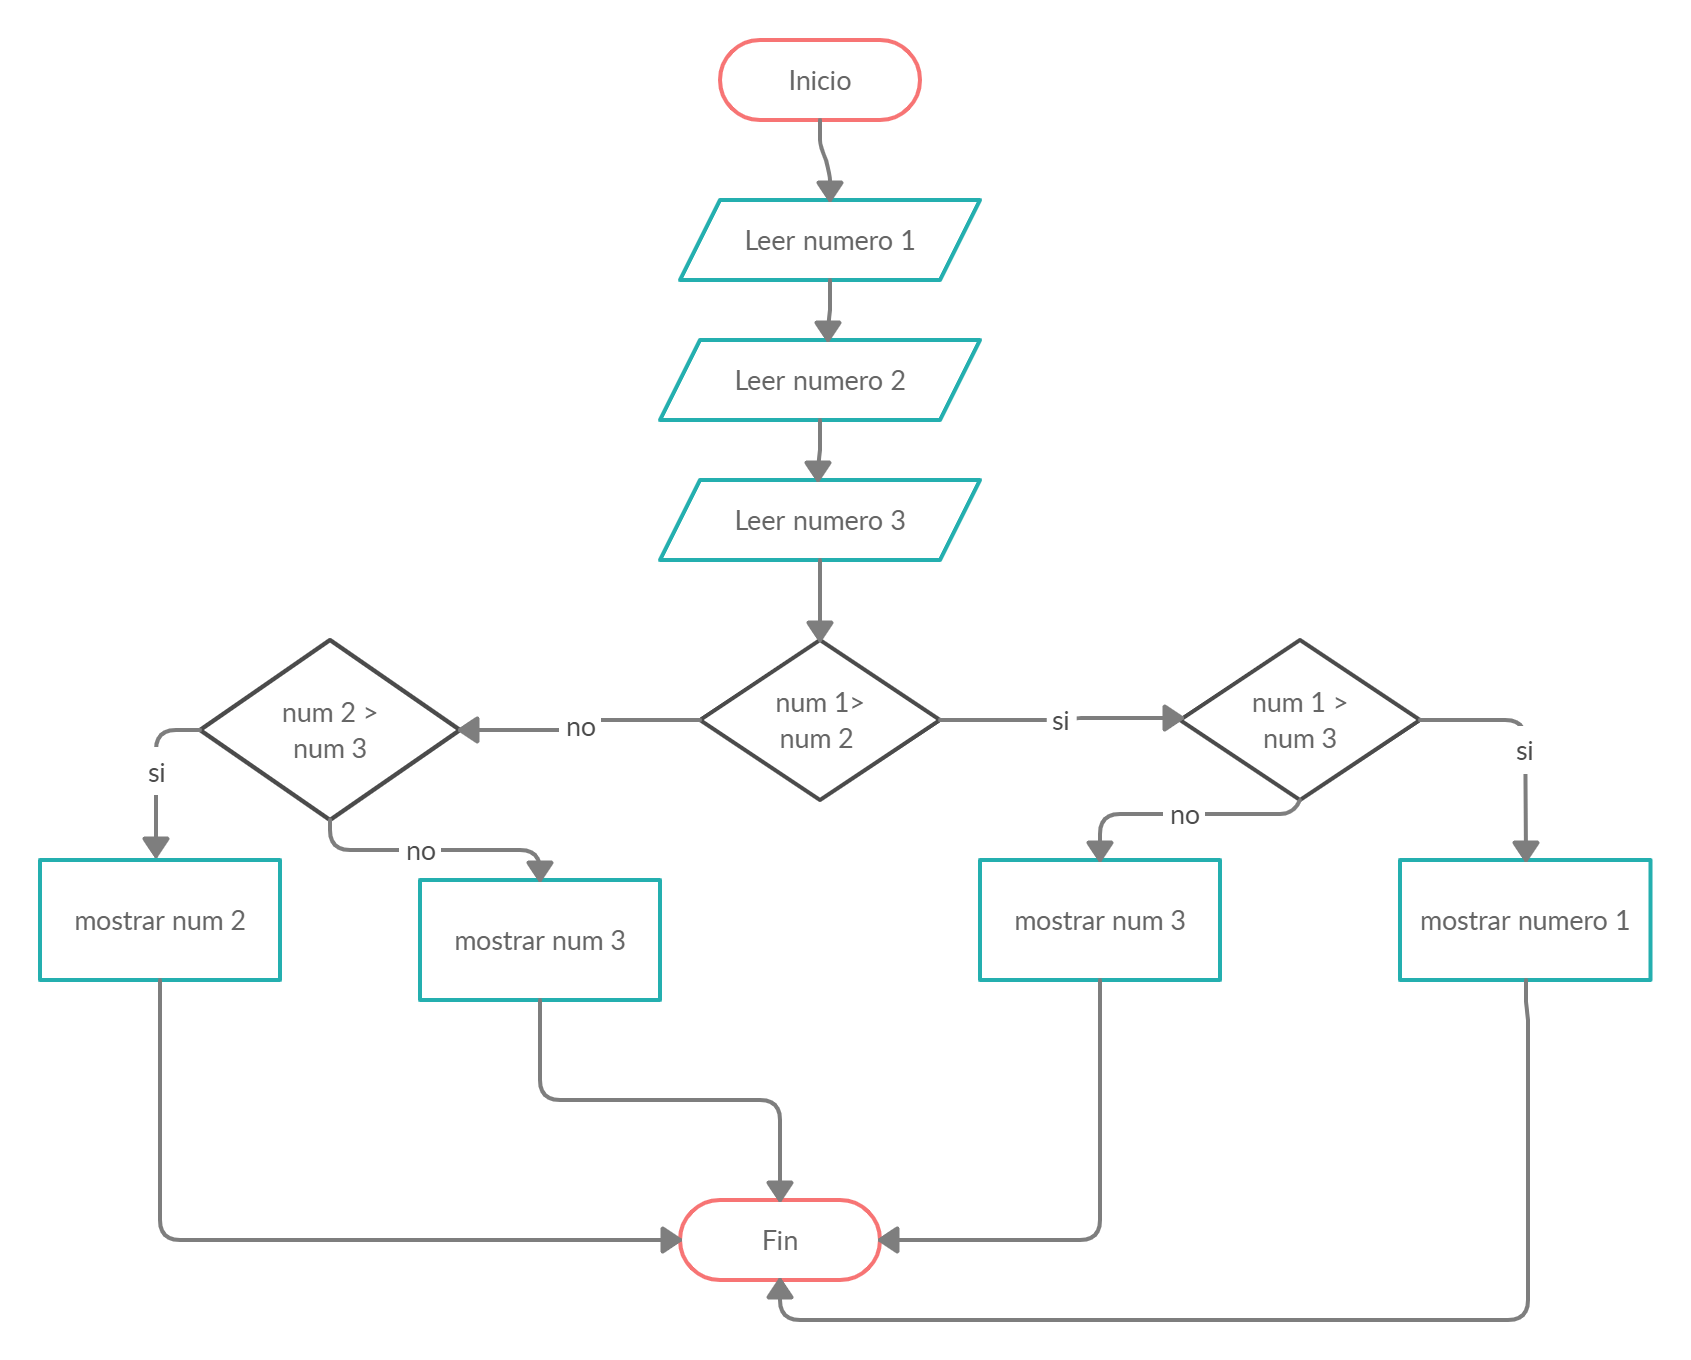 Inicio
Leer numero 1
Leer numero 2
Leer numero 3
num 2 >
num 3
no
num 1>
num 2
si
num 1 >
num 3
si
si
no
no
mostrar num 2
mostrar num 3
mostrar num 3
mostrar numero 1
Fin